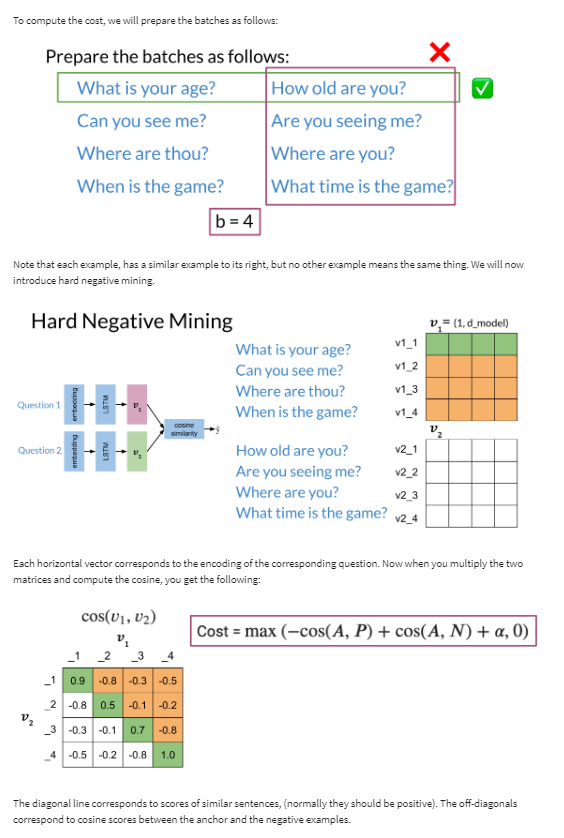 To compute the cost, we will prepare the batches as follows:
Prepare the batches as follows:
What is your age? How old are you?
Can you see me? Are you seeing me?
Where are thou? Where are you?
When is the game? What time is the game?
b = 4
Note that each example, has a similar example to its right, but no other example means the same thing. We will now
introduce hard negative mining.
Hard Negative Mining
v₁ = (1, d_model)
What is your age? v1_1
Can you see me? v1_2
Where are thou? v1_3
When is the game? v1_4
v₂
How old are you? v2_1
Are you seeing me? v2_2
Where are you? v2_3
What time is the game? v2_4
Question 1 embedding LSTM v₁
cosine
similarity
ŷ
Question 2 embedding LSTM v₂
Each horizontal vector corresponds to the encoding of the corresponding question. Now when you multiply the two
matrices and compute the cosine, you get the following:
cos(v₁, v₂)
Cost = max (−cos(A, P) + cos(A, N) + α, 0)
v₁
_1 _2 _3 _4
_1 0.9 -0.8 -0.3 -0.5
_2 -0.8 0.5 -0.1 -0.2
v₂
_3 -0.3 -0.1 0.7 -0.8
_4 -0.5 -0.2 -0.8 1.0
The diagonal line corresponds to scores of similar sentences, (normally they should be positive). The off-diagonals
correspond to cosine scores between the anchor and the negative examples.